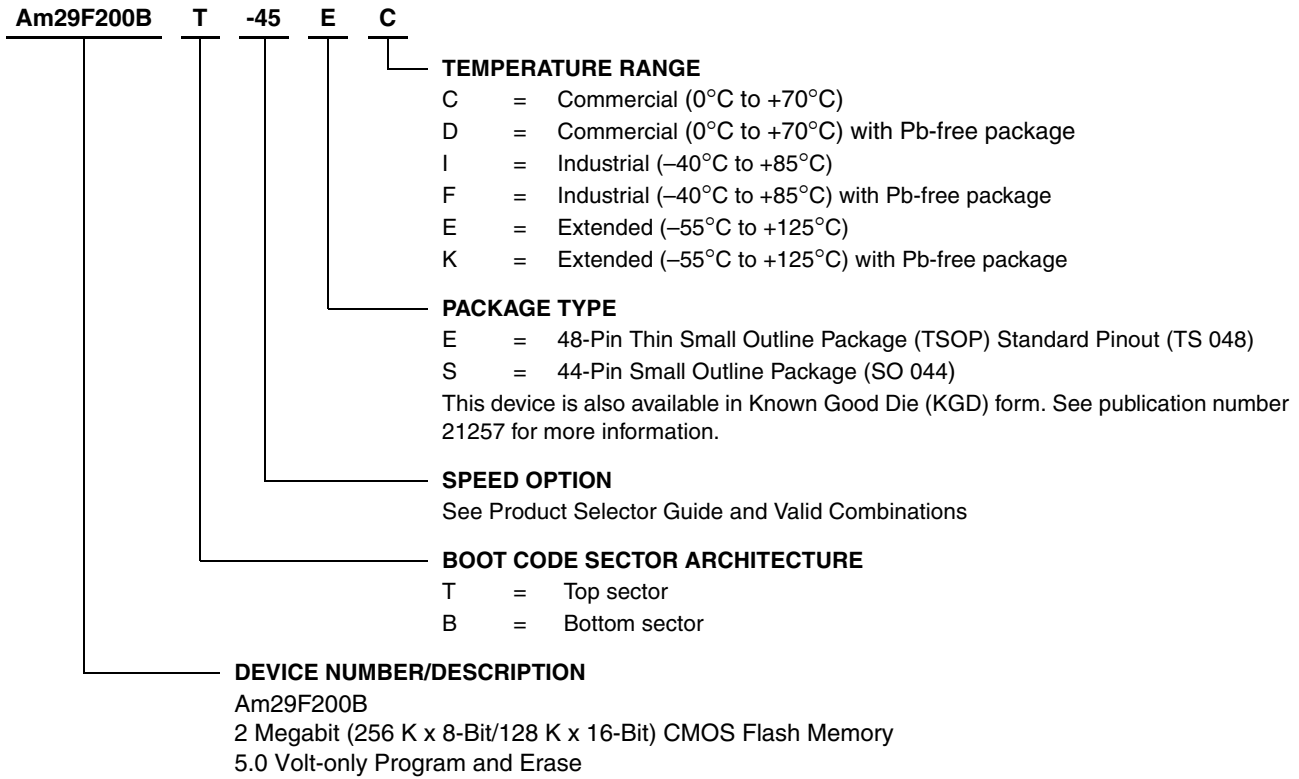 Am29F200B T -45 E C
TEMPERATURE RANGE
C = Commercial (0°C to +70°C)
D = Commercial (0°C to +70°C) with Pb-free package
I = Industrial (–40°C to +85°C)
F = Industrial (–40°C to +85°C) with Pb-free package
E = Extended (–55°C to +125°C)
K = Extended (–55°C to +125°C) with Pb-free package
PACKAGE TYPE
E = 48-Pin Thin Small Outline Package (TSOP) Standard Pinout (TS 048)
S = 44-Pin Small Outline Package (SO 044)
This device is also available in Known Good Die (KGD) form. See publication number
21257 for more information.
SPEED OPTION
See Product Selector Guide and Valid Combinations
BOOT CODE SECTOR ARCHITECTURE
T = Top sector
B = Bottom sector
DEVICE NUMBER/DESCRIPTION
Am29F200B
2 Megabit (256 K x 8-Bit/128 K x 16-Bit) CMOS Flash Memory
5.0 Volt-only Program and Erase